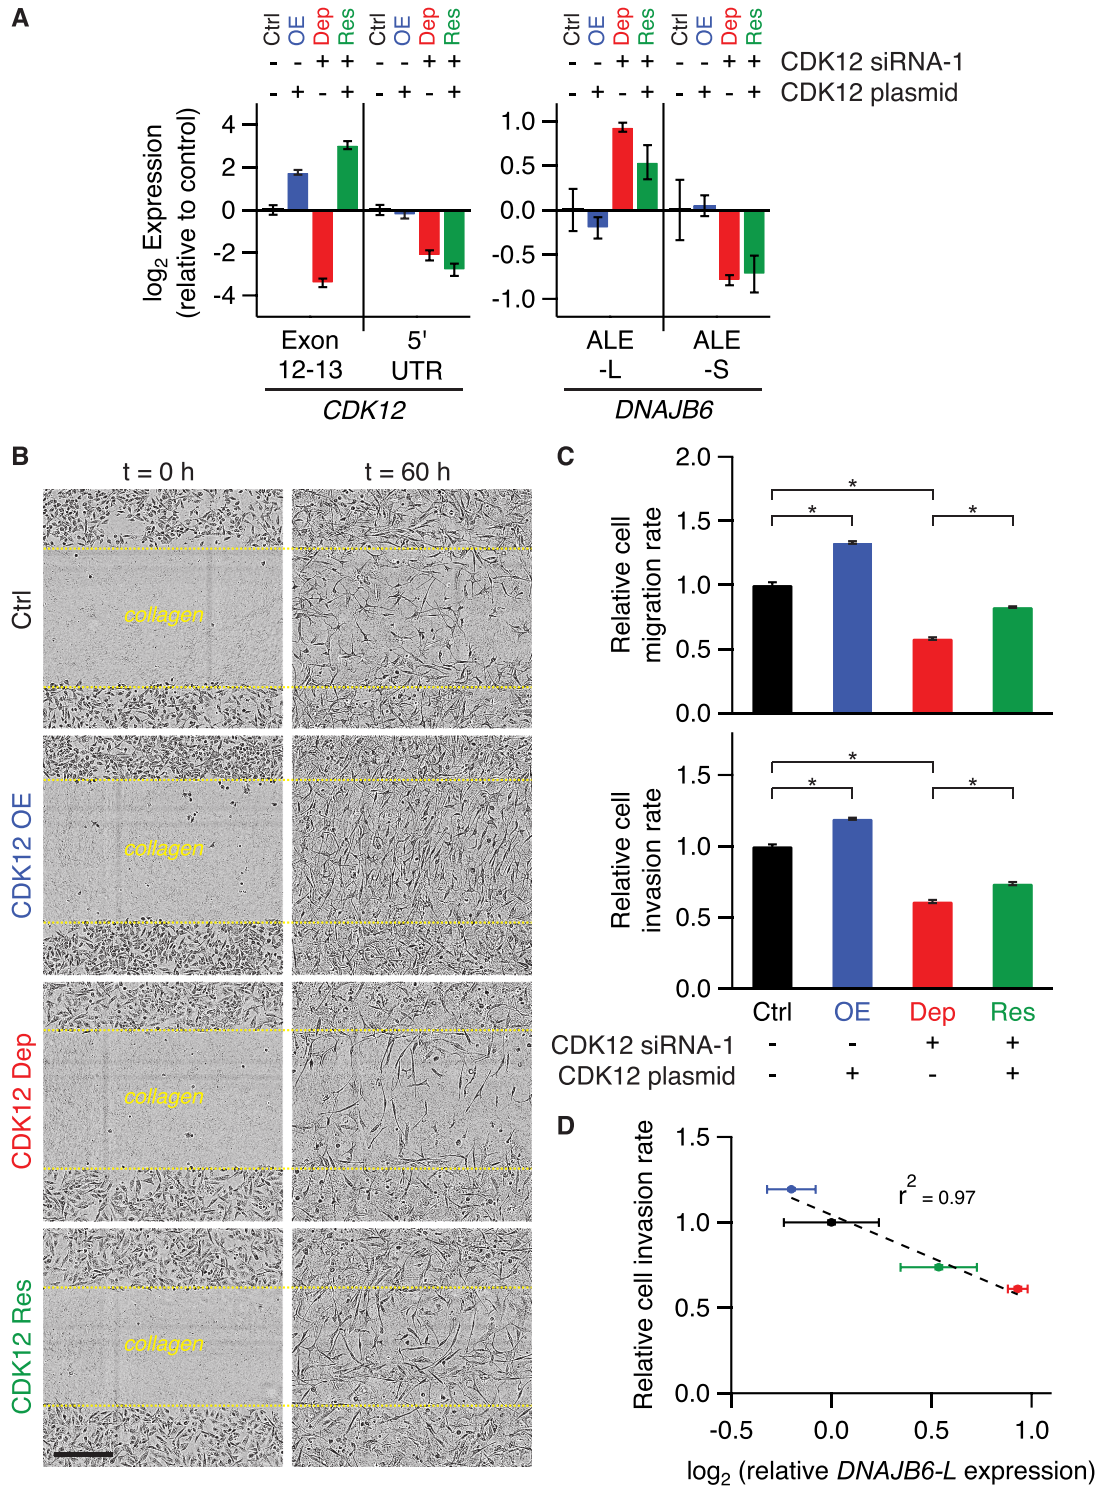 A
Ctrl OE Dep Res Ctrl OE Dep Res Ctrl OE Dep Res Ctrl OE Dep Res
- - + + - - + + - - + + - - + + CDK12 siRNA-1
- + - + - + - + - + - + - + - + CDK12 plasmid
log2 Expression
(relative to control)
4
2
0
-2
-4
1.0
0.5
0.0
-0.5
-1.0
Exon 5' ALE ALE
12-13 UTR -L -S
CDK12 DNAJB6
B
t = 0 h t = 60 h
Ctrl
collagen
CDK12 OE
collagen
CDK12 Dep
collagen
CDK12 Res
collagen
C
Relative cell
migration rate
2.0
1.5
1.0
0.5
0.0
*
* *
Relative cell
invasion rate
1.5
1.0
0.5
0.0
*
* *
Ctrl OE Dep Res
CDK12 siRNA-1 - - + +
CDK12 plasmid - + - +
D
Relative cell invasion rate
1.5
1.0
0.5
0.0
r2 = 0.97
-0.5 0.0 0.5 1.0
log2 (relative DNAJB6-L expression)